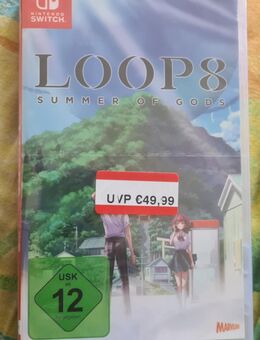 NINTENDO
SWITCH
LOOP8
SUMMER OF GODS
UVP €49,99
USK
ab
12
MARVELOUS